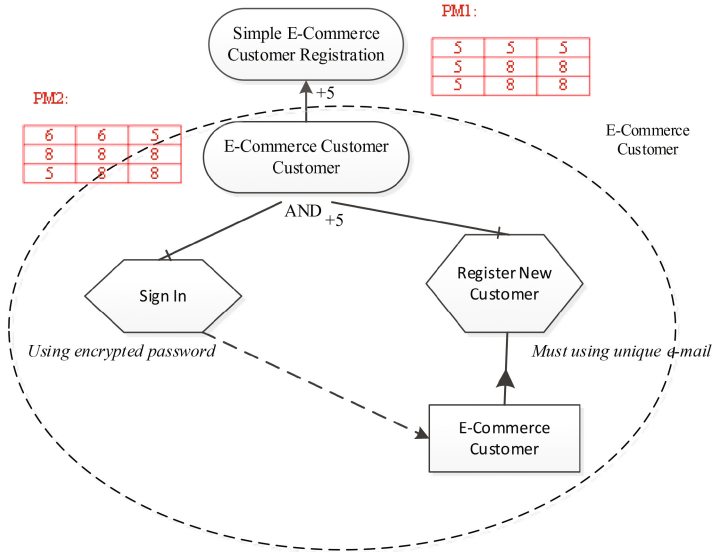 PM1:
Simple E-Commerce
Customer Registration
5 5 5
5 8 8
5 8 8
+5
PM2:
6 6 5
8 8 8
5 8 8
E-Commerce
Customer
E-Commerce Customer
Customer
AND +5
Sign In
Register New
Customer
Using encrypted password
Must using unique e-mail
E-Commerce
Customer